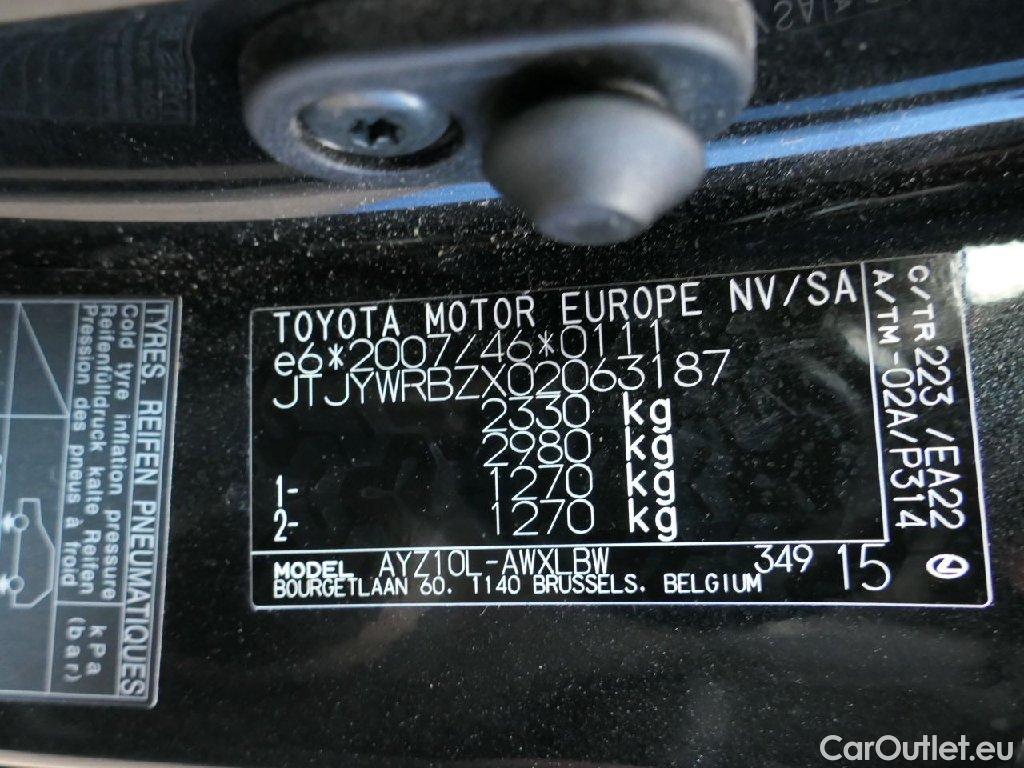 TOYOTA MOTOR EUROPE NV/SA
e6*2007/46*0111
JTJYWRBZX02063187
2330 kg
2980 kg
1- 1270 kg
2- 1270 kg
MODEL AYZ10L-AWXLBW 349 15
BOURGETLAAN 60. 1140 BRUSSELS. BELGIUM
C/TR 223 /EA22
A/TM-02A/P314
TYRES. REIFEN PNEUMATIQUES
Cold tyre inflation pressure
Reifenfülldruck kalte Reifen
Pression des pneus à froid
kPa
(bar)
CarOutlet.eu